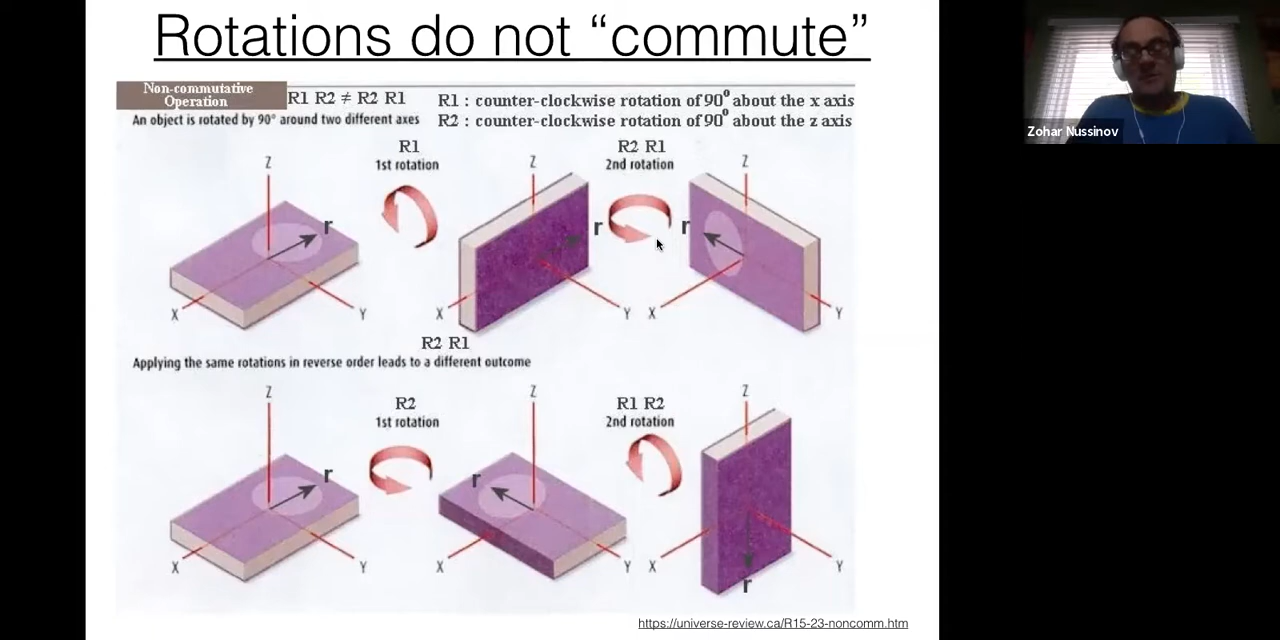 Rotations do not “commute”
Non-commutative
Operation
R1 R2 ≠ R2 R1
R1 : counter-clockwise rotation of 90⁰ about the x axis
An object is rotated by 90° around two different axes
R2 : counter-clockwise rotation of 90⁰ about the z axis
R1
1st rotation
R2 R1
2nd rotation
Z
r
X
Y
Z
r
X
Y
Z
r
X
Y
R2 R1
Applying the same rotations in reverse order leads to a different outcome
R2
1st rotation
R1 R2
2nd rotation
Z
r
X
Y
Z
r
X
Y
Z
r
X
Y
https://universe-review.ca/R15-23-noncomm.htm
Zohar Nussinov